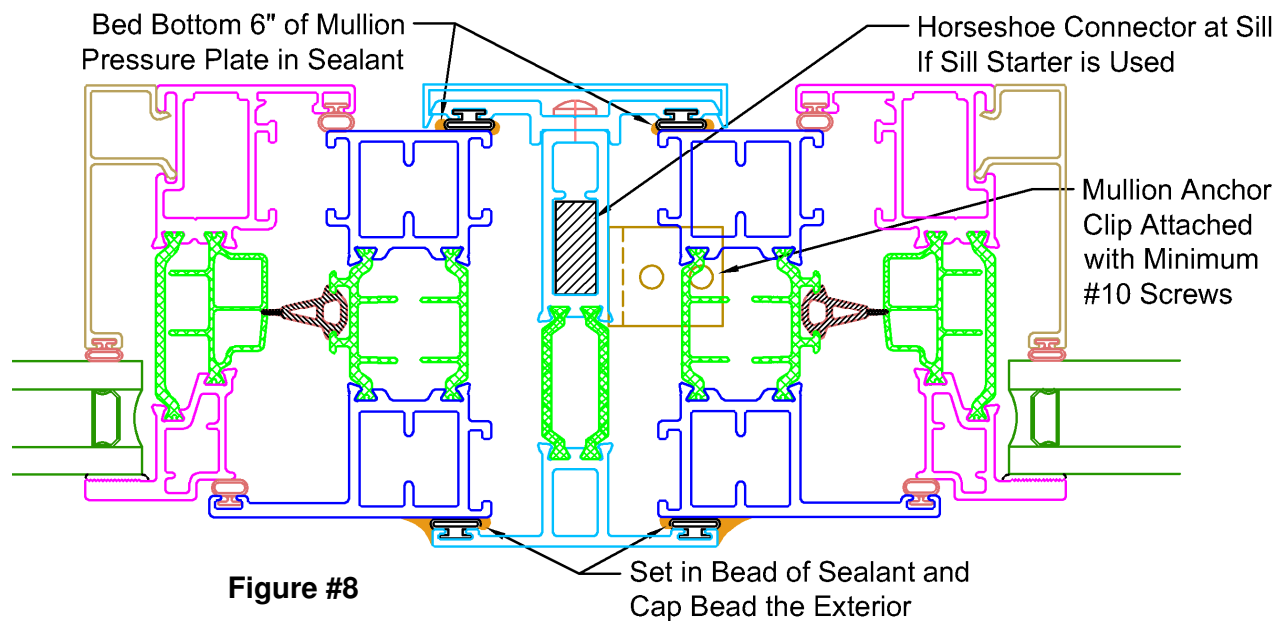 Bed Bottom 6" of Mullion
Pressure Plate in Sealant
Horseshoe Connector at Sill
If Sill Starter is Used
Mullion Anchor
Clip Attached
with Minimum
#10 Screws
Set in Bead of Sealant and
Cap Bead the Exterior
Figure #8